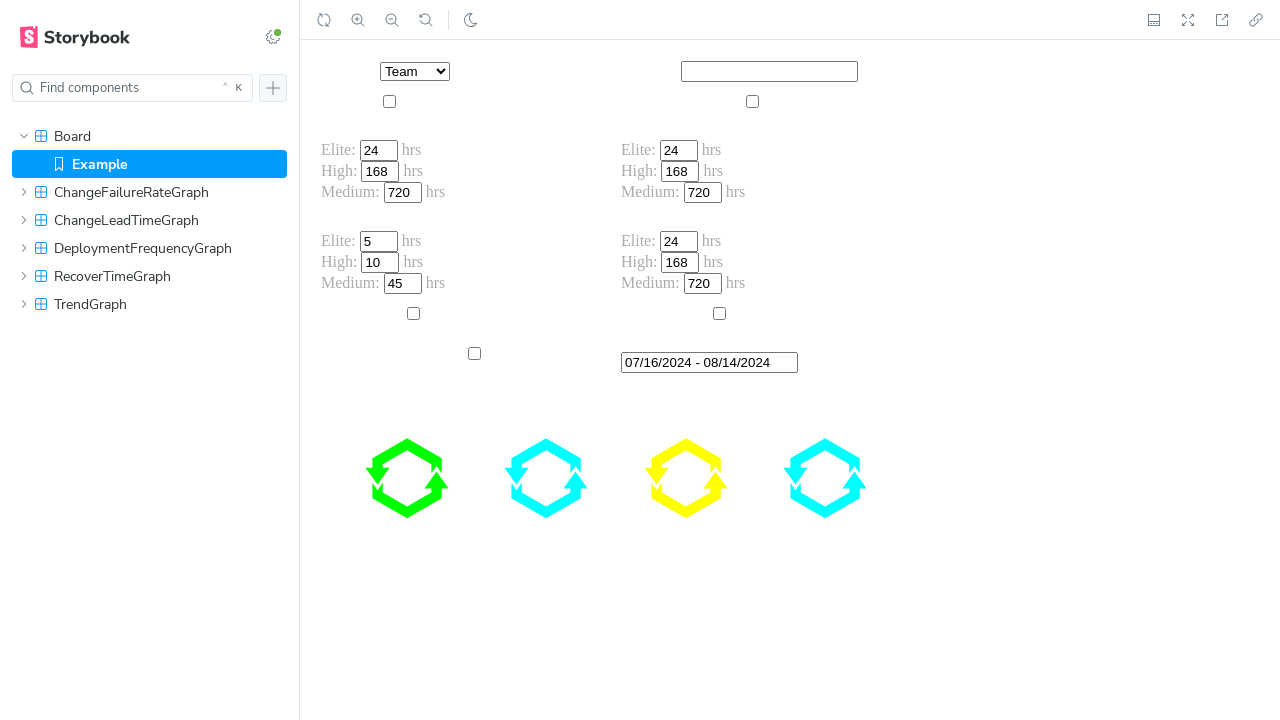 Storybook
Find components
^ K
Board
Example
ChangeFailureRateGraph
ChangeLeadTimeGraph
DeploymentFrequencyGraph
RecoverTimeGraph
TrendGraph
Team
Elite: 24 hrs
High: 168 hrs
Medium: 720 hrs
Elite: 24 hrs
High: 168 hrs
Medium: 720 hrs
Elite: 5 hrs
High: 10 hrs
Medium: 45 hrs
Elite: 24 hrs
High: 168 hrs
Medium: 720 hrs
07/16/2024 - 08/14/2024